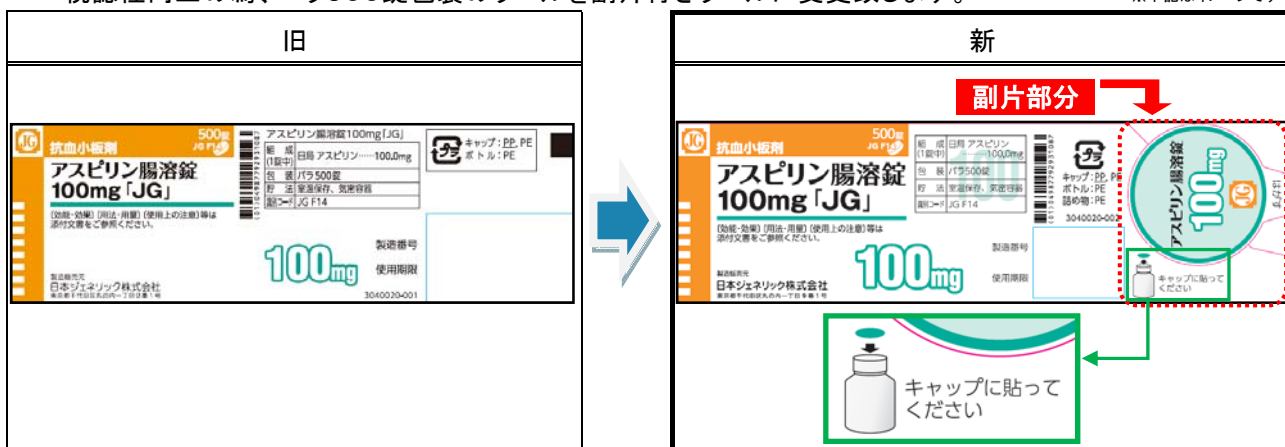 旧
新
副片部分
JG
抗血小板剤
500錠
JG F14
アスピリン腸溶錠
100mg「JG」
(効能・効果)(用法・用量)(使用上の注意)等は
添付文書をご参照ください。
製造販売元
日本ジェネリック株式会社
アスピリン腸溶錠100mg「JG」
組 成
(1錠中)
日局 アスピリン……100.0mg
包 装 バラ500錠
貯 法 室温保存、気密容器
識別コード JG F14
100mg
プラ
キャップ:PP, PE
ボトル:PE
製造番号
使用期限
3040020-001
JG
抗血小板剤
500錠
JG F14
アスピリン腸溶錠
100mg「JG」
(効能・効果)(用法・用量)(使用上の注意)等は
添付文書をご参照ください。
製造販売元
日本ジェネリック株式会社
組 成
(1錠中)
日局 アスピリン
……100.0mg
包 装 バラ500錠
貯 法 室温保存、気密容器
識別コード JG F14
100mg
プラ
キャップ:PP, P
ボトル:PE
詰め物:PE
3040020-002
製造番号
使用期限
アスピリン腸溶錠
100mg
JG
キャップに貼って
ください
キャップに貼って
ください